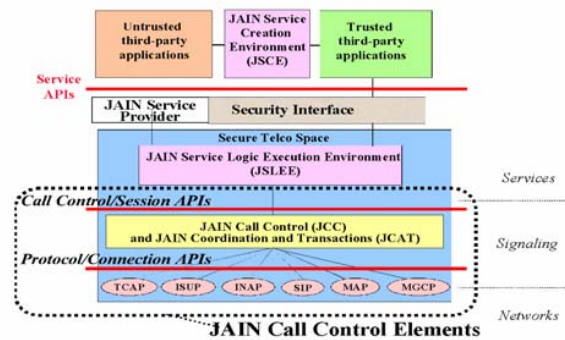 Untrusted
third-party
applications
JAIN Service
Creation
Environment
(JSCE)
Trusted
third-party
applications
Service
APIs
JAIN Service
Provider
Security Interface
Secure Telco Space
JAIN Service Logic Execution Environment
(JSLEE)
Services
Call Control/Session APIs
JAIN Call Control (JCC)
and JAIN Coordination and Transactions (JCAT)
Signaling
Protocol/Connection APIs
TCAP ISUP INAP SIP MAP MGCP
Networks
JAIN Call Control Elements